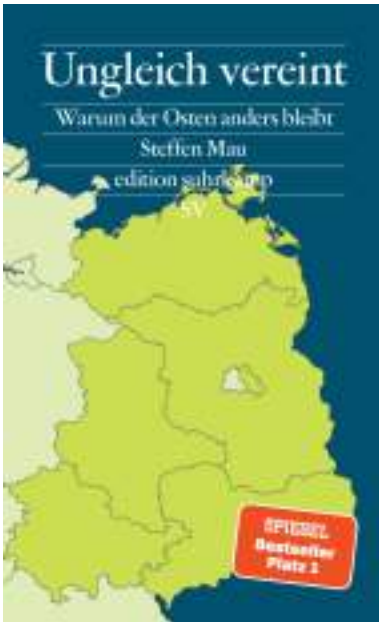 Ungleich vereint
Warum der Osten anders bleibt
Steffen Mau
edition suhrkamp
SV
SPIEGEL
Bestseller
Platz 1